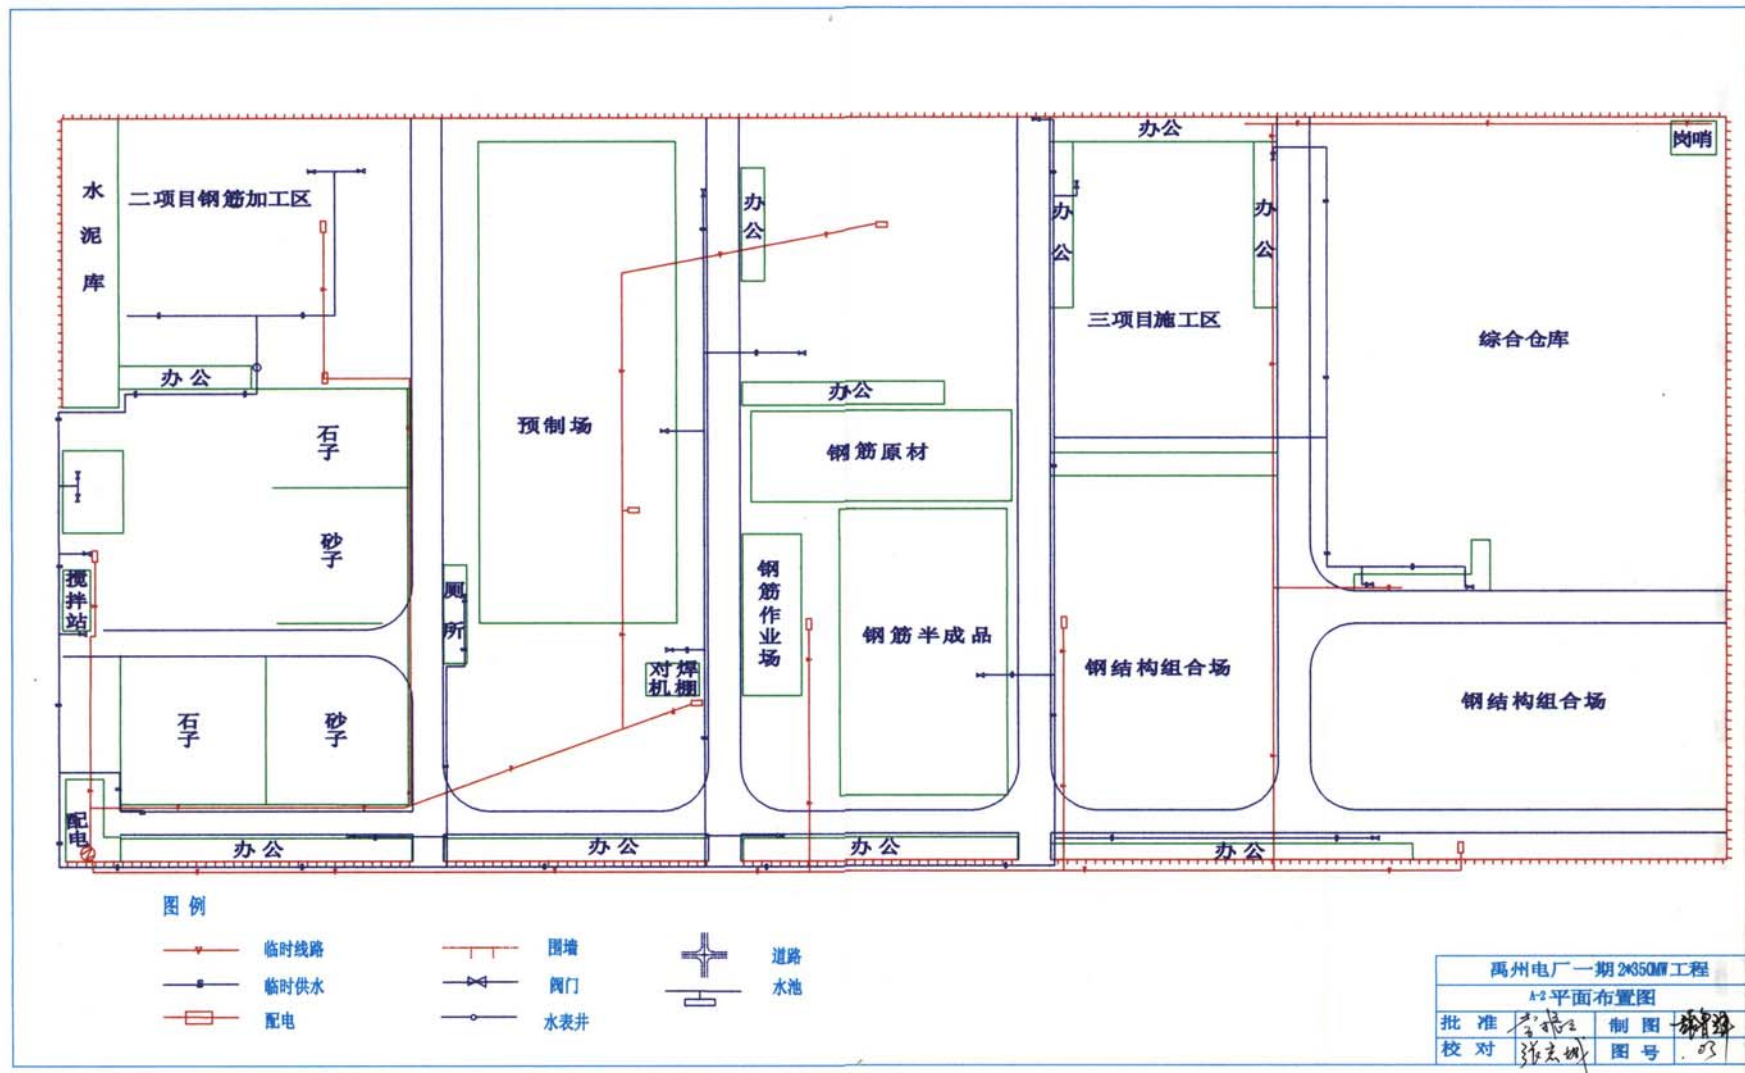 办公
岗哨
水泥库
二项目钢筋加工区
办公
办公
办公
三项目施工区
综合仓库
办公
办公
石子
预制场
钢筋原材
砂子
搅拌站
厕所
钢筋作业场
钢筋半成品
对焊机棚
钢结构组合场
钢结构组合场
石子
砂子
配电
办公
办公
办公
办公
图例
临时线路
围墙
道路
临时供水
阀门
水池
配电
水表井
禹州电厂一期2*350MW工程
A-2平面布置图
批准
制图
校对
图号